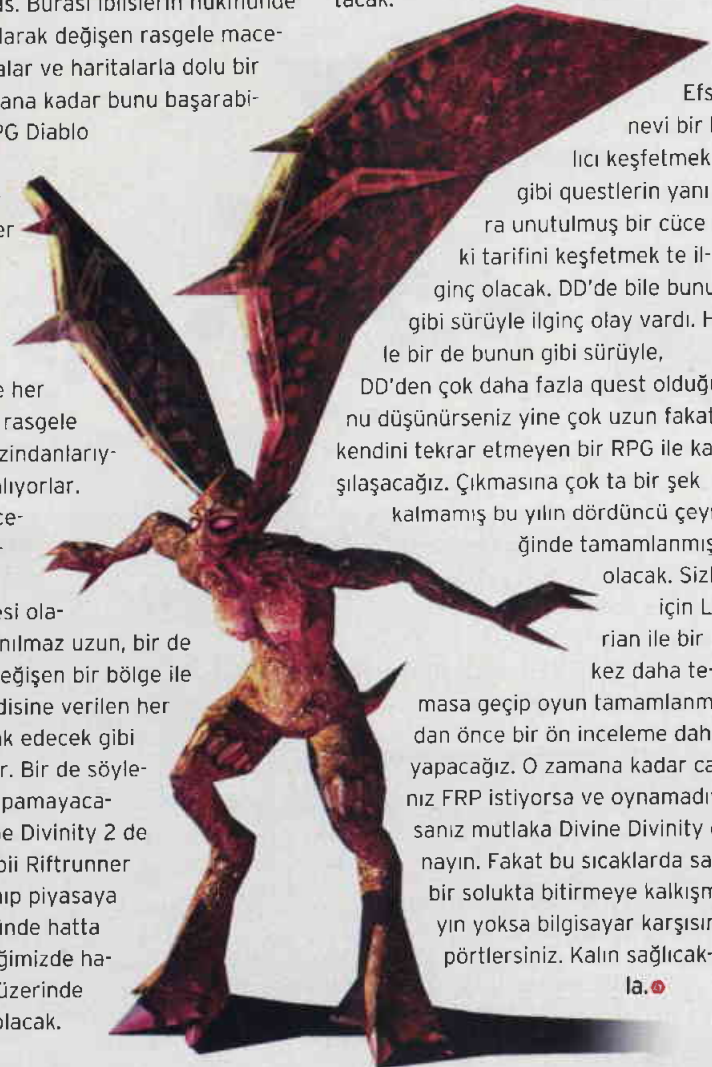 as. Burası iblislerin hükmünde
larak değişen rasgele mace-
alar ve haritalarla dolu bir
ana kadar bunu başarabi-
PG Diablo
er
e her
rasgele
zindanlarıy-
alıyorlar.
ce-
esi ola-
nılmaz uzun, bir de
değişen bir bölge ile
disine verilen her
ak edecek gibi
r. Bir de söyle-
pamayaca-
e Divinity 2 de
bii Riftrunner
ıp piyasaya
ünde hatta
ğimizde ha-
üzerinde
olacak.
tacak.
Efs
nevi bir
lıcı keşfetmek
gibi questlerin yanı
ra unutulmuş bir cüce
ki tarifini keşfetmek te il-
ginç olacak. DD'de bile bunu
gibi sürüyle ilginç olay vardı. H
le bir de bunun gibi sürüyle,
DD'den çok daha fazla quest olduğu
nu düşünürseniz yine çok uzun fakat
kendini tekrar etmeyen bir RPG ile ka
şılaşacağız. Çıkmasına çok ta bir şek
kalmamış bu yılın dördüncü çey
ğinde tamamlanmış
olacak. Sizl
için L
rian ile bir
kez daha te-
masa geçip oyun tamamlanm
dan önce bir ön inceleme dah
yapacağız. O zamana kadar ca
nız FRP istiyorsa ve oynamadı
sanız mutlaka Divine Divinity
nayın. Fakat bu sıcaklarda sa
bir solukta bitirmeye kalkışm
yın yoksa bilgisayar karşısın
pörtlersiniz. Kalın sağlıcak-
la.